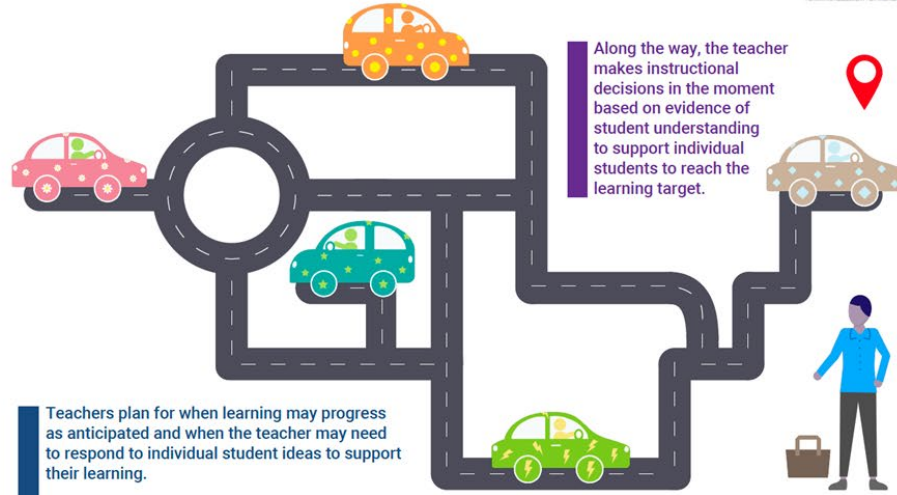 Along the way, the teacher
makes instructional
decisions in the moment
based on evidence of
student understanding
to support individual
students to reach the
learning target.
Teachers plan for when learning may progress
as anticipated and when the teacher may need
to respond to individual student ideas to support
their learning.